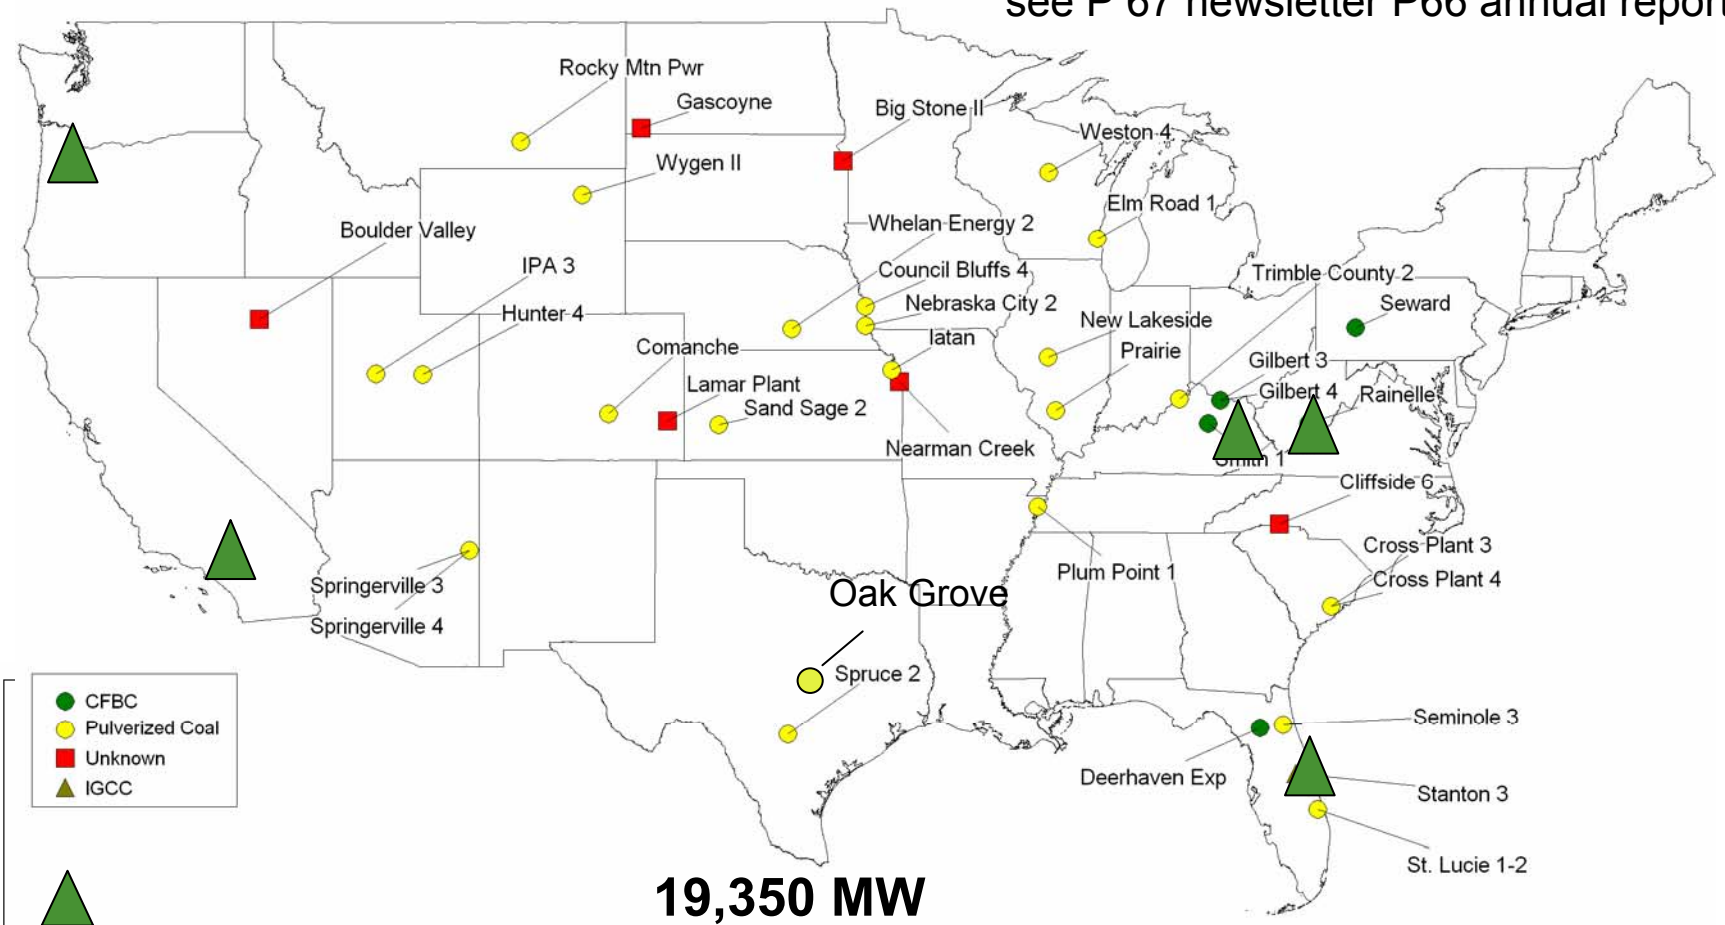 see P 67 newsletter P66 annual report
Rocky Mtn Pwr
Gascoyne
Big Stone II
Weston 4
Wygen II
Elm Road 1
Boulder Valley
Whelan Energy 2
IPA 3
Council Bluffs 4
Trimble County 2
Hunter 4
Nebraska City 2
Seward
New Lakeside
Iatan
Comanche
Prairie
Gilbert 3
Lamar Plant
Gilbert 4
Rainelle
Sand Sage 2
Nearman Creek
Smith 1
Cliffside 6
Cross Plant 3
Plum Point 1
Cross Plant 4
Springerville 3
Oak Grove
Springerville 4
Spruce 2
CFBC
Pulverized Coal
Unknown
IGCC
Seminole 3
Deerhaven Exp
Stanton 3
St. Lucie 1-2
19,350 MW